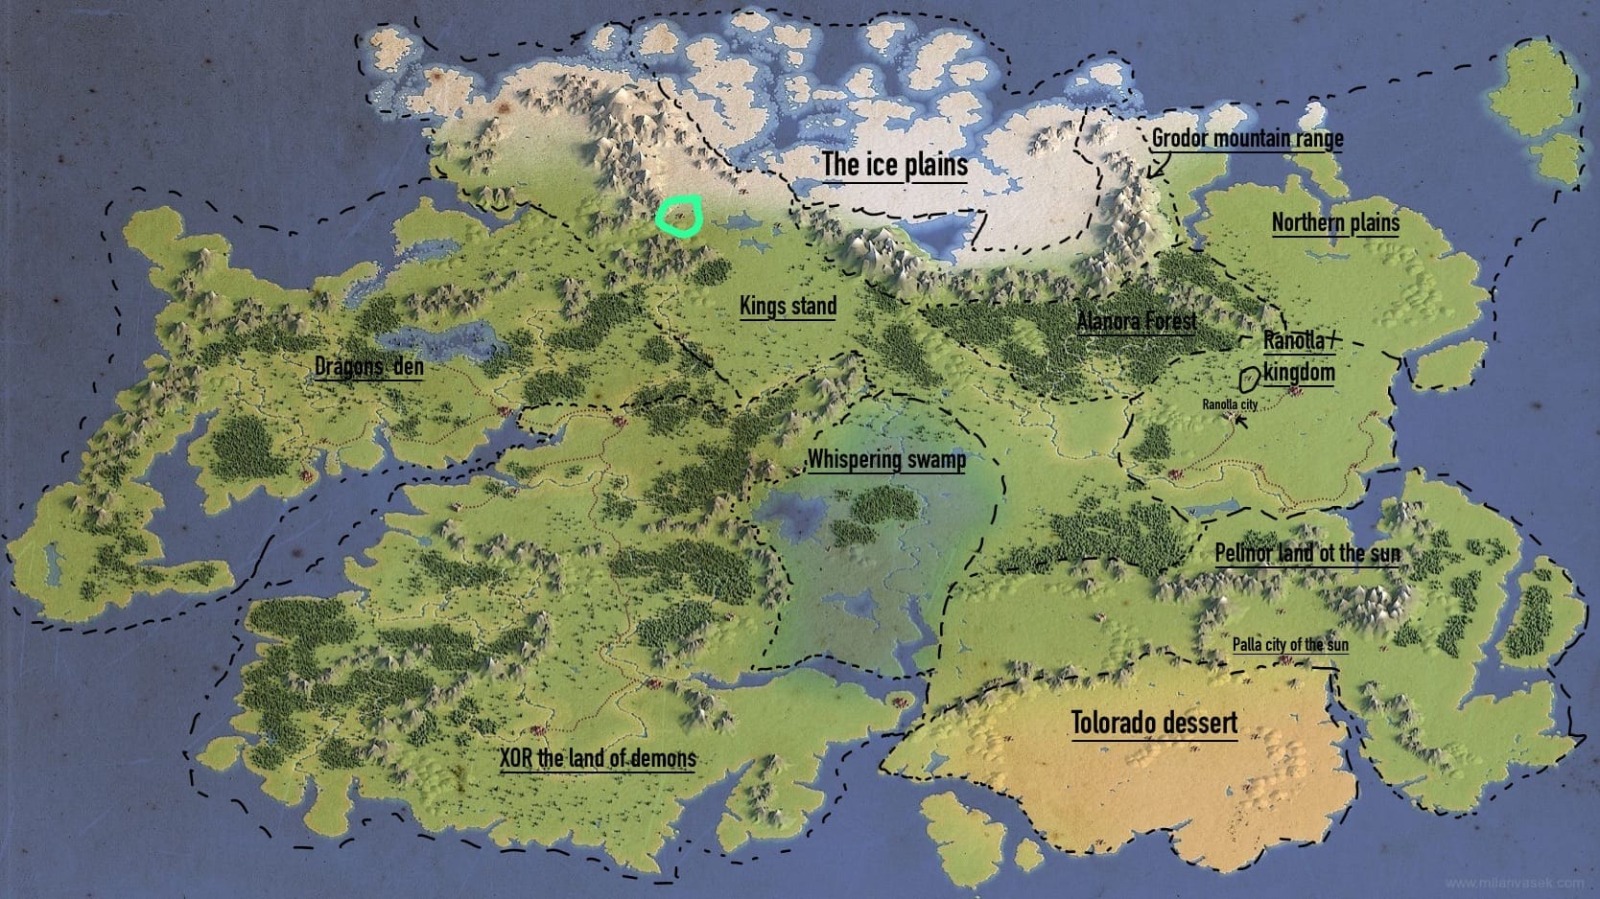 Grodor mountain range
The ice plains
Northern plains
Kings stand
Alanora Forest
Ranolla
kingdom
Dragons den
Ranolla city
Whispering swamp
Pelinor land ot the sun
Palla city of the sun
Tolorado dessert
XOR the land of demons
www.milanvasek.com